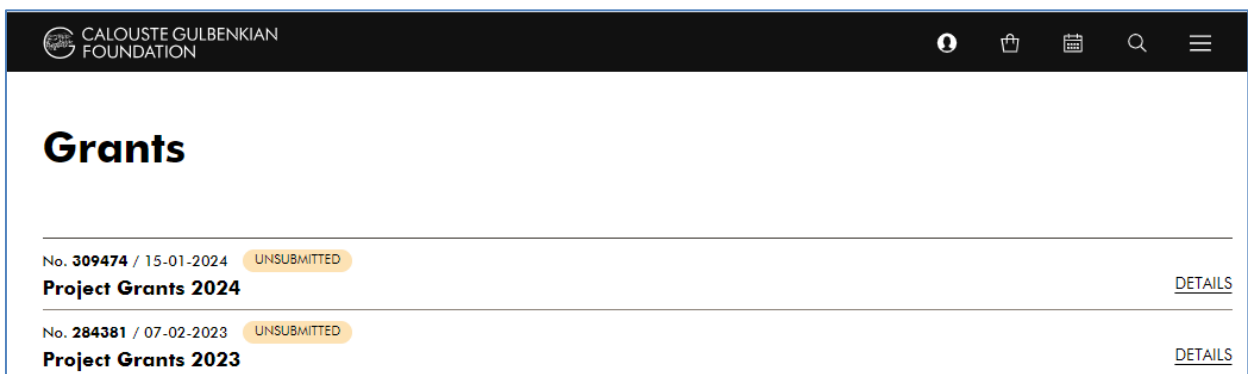 CALOUSTE GULBENKIAN
FOUNDATION
Grants
No. 309474 / 15-01-2024 UNSUBMITTED
Project Grants 2024
DETAILS
No. 284381 / 07-02-2023 UNSUBMITTED
Project Grants 2023
DETAILS